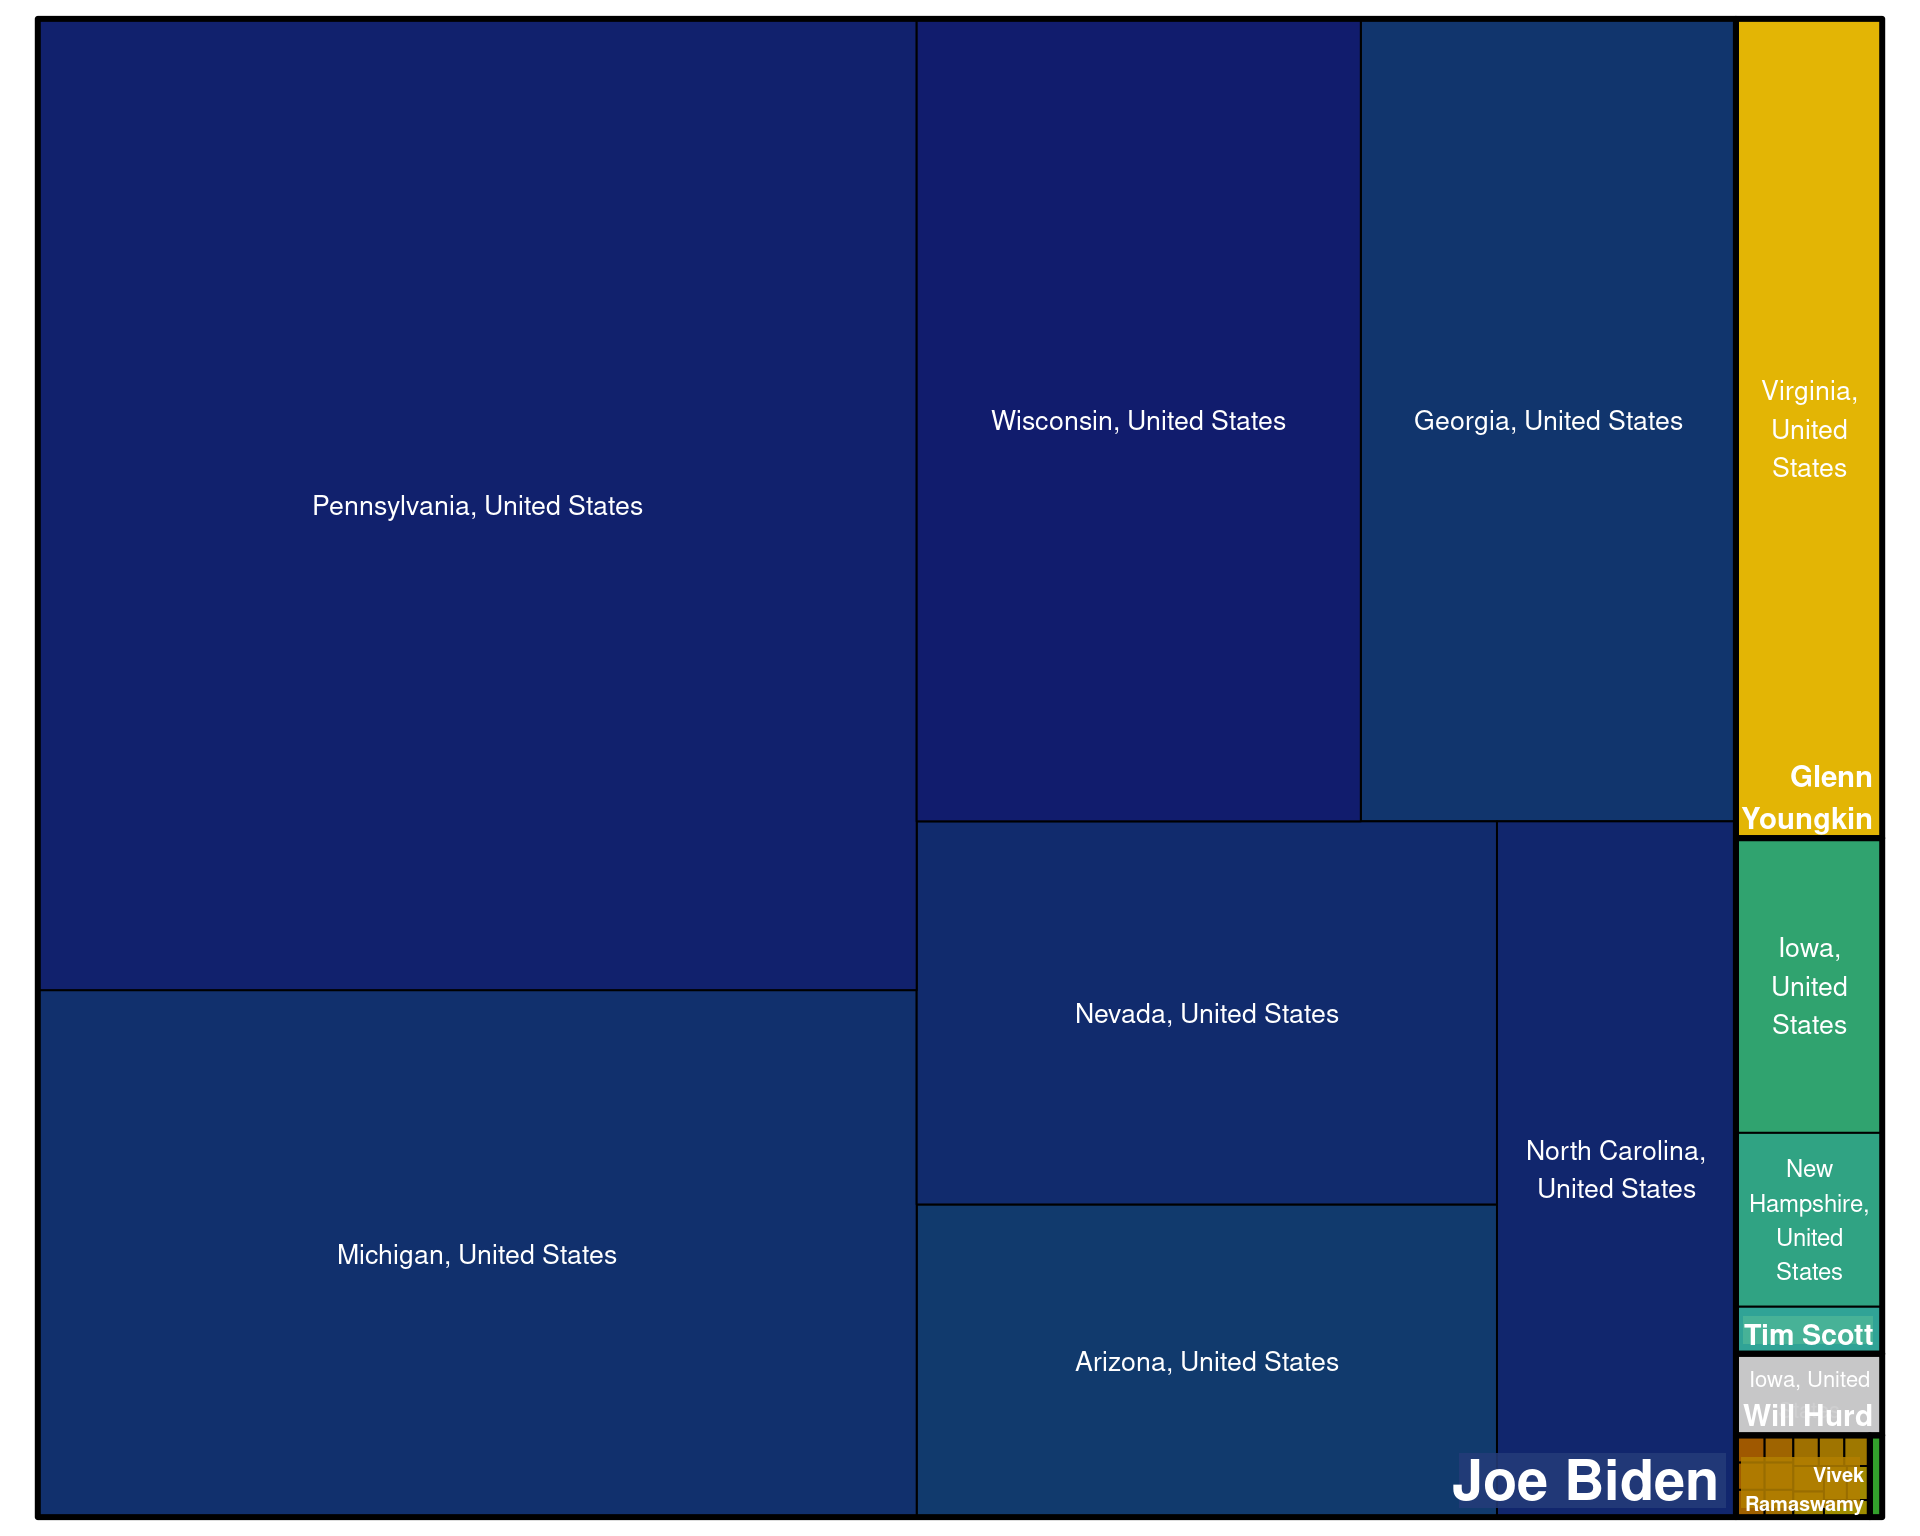 Pennsylvania, United States
Michigan, United States
Wisconsin, United States
Georgia, United States
Nevada, United States
Arizona, United States
North Carolina,
United States
Joe Biden
Virginia,
United
States
Glenn
Youngkin
Iowa,
United
States
New
Hampshire,
United
States
Tim Scott
Iowa, United
Will Hurd
Vivek
Ramaswamy